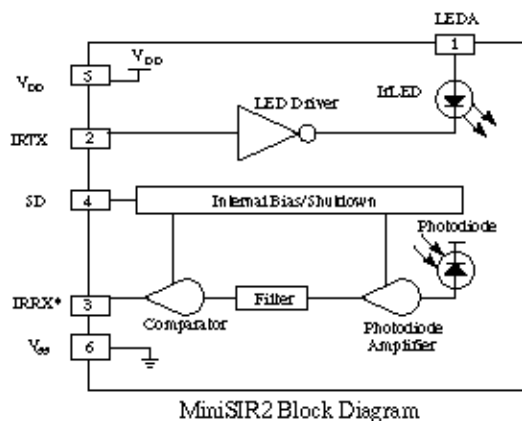 LEDA
1
VDD
5
VDD
LED Driver
IrLED
IRTX
2
SD
4
Internal Bias/Shutdown
Photodiode
IRRX*
3
Filter
Comparator
Photodiode
Amplifier
Vss
6
MiniSIR2 Block Diagram